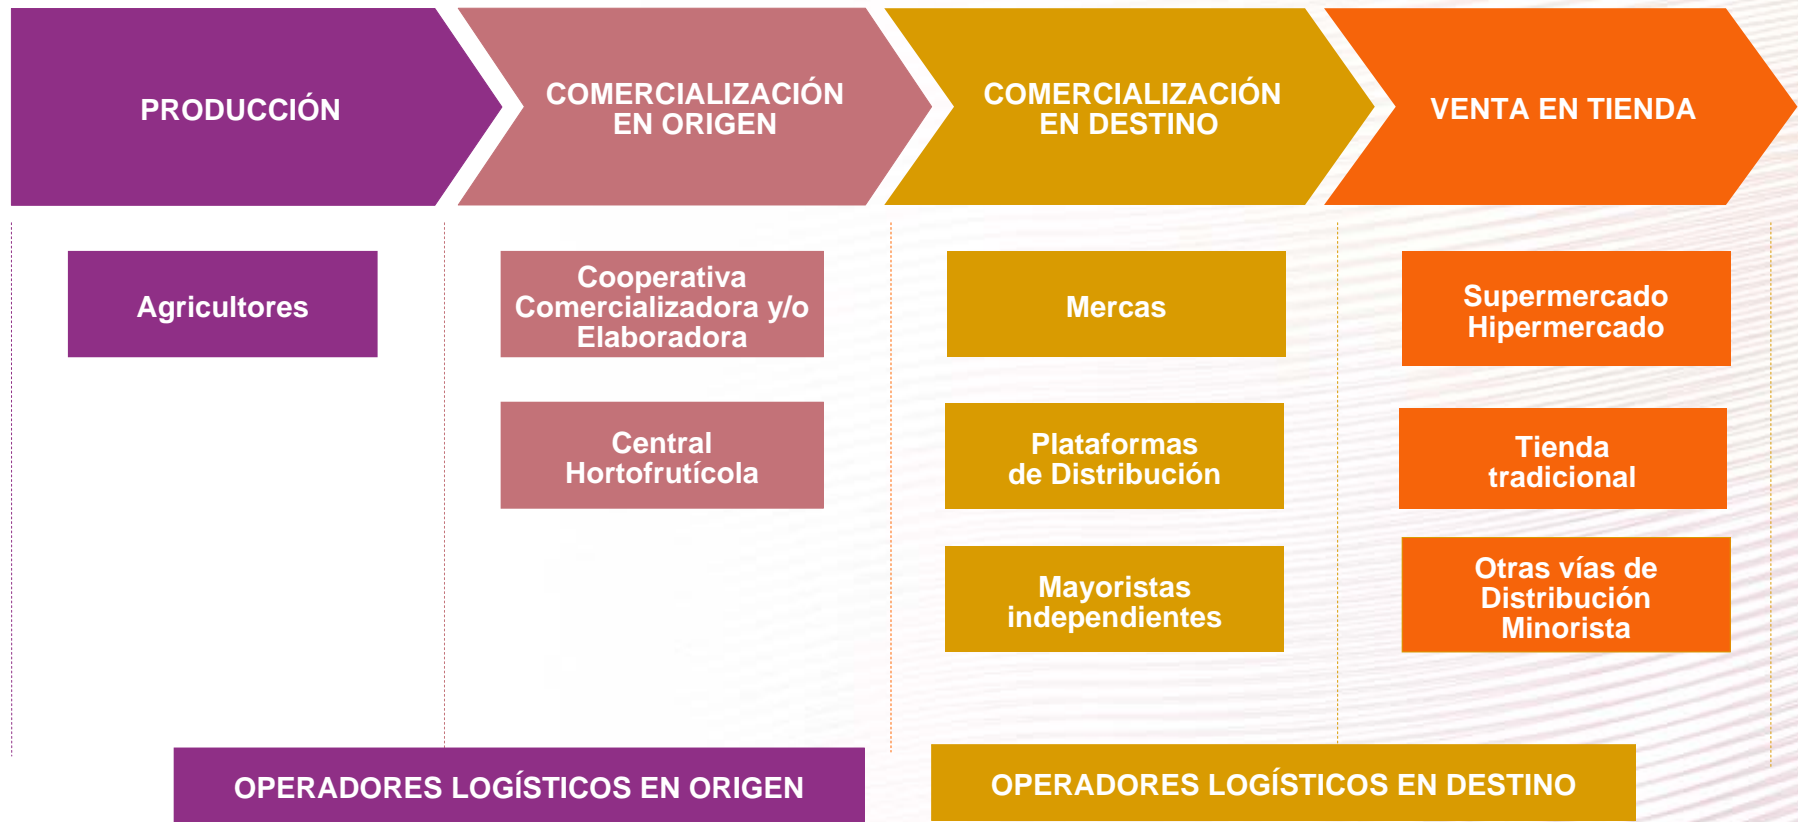 PRODUCCIÓN
COMERCIALIZACIÓN
EN ORIGEN
COMERCIALIZACIÓN
EN DESTINO
VENTA EN TIENDA
Agricultores
Cooperativa
Comercializadora y/o
Elaboradora
Central
Hortofrutícola
Mercas
Plataformas
de Distribución
Mayoristas
independientes
Supermercado
Hipermercado
Tienda
tradicional
Otras vías de
Distribución
Minorista
OPERADORES LOGÍSTICOS EN ORIGEN
OPERADORES LOGÍSTICOS EN DESTINO